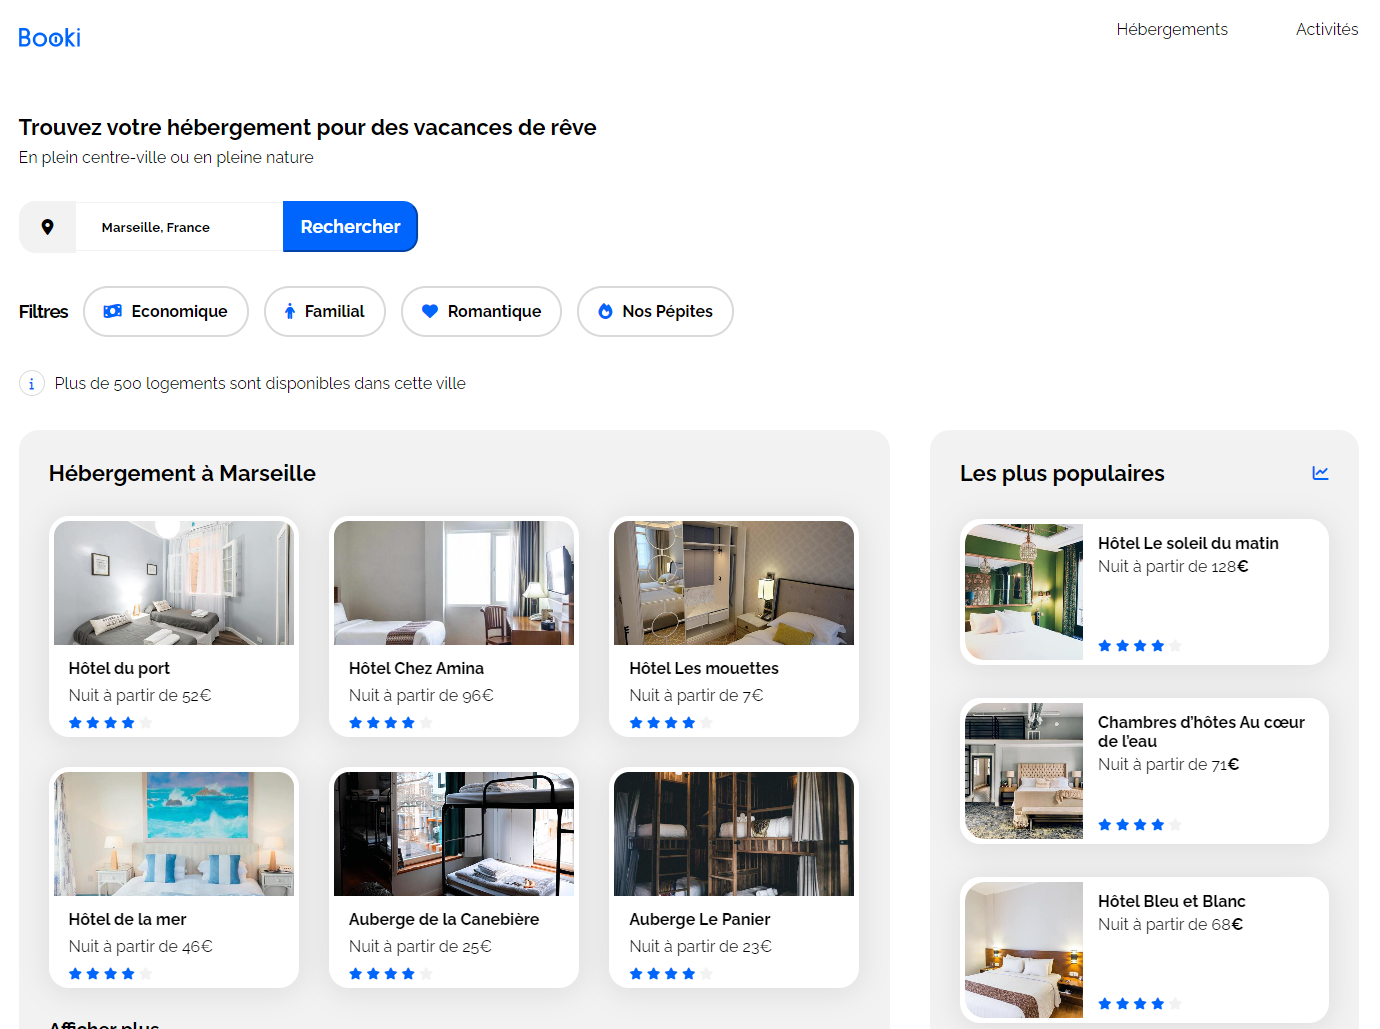 Booki
Hébergements
Activités
Trouvez votre hébergement pour des vacances de rêve
En plein centre-ville ou en pleine nature
Marseille, France
Rechercher
Filtres
Economique
Familial
Romantique
Nos Pépites
Plus de 500 logements sont disponibles dans cette ville
Hébergement à Marseille
Hôtel du port
Nuit à partir de 52€
Hôtel Chez Amina
Nuit à partir de 96€
Hôtel Les mouettes
Nuit à partir de 7€
Hôtel de la mer
Nuit à partir de 46€
Auberge de la Canebière
Nuit à partir de 25€
Auberge Le Panier
Nuit à partir de 23€
Afficher plus
Les plus populaires
Hôtel Le soleil du matin
Nuit à partir de 128€
Chambres d’hôtes Au cœur
de l’eau
Nuit à partir de 71€
Hôtel Bleu et Blanc
Nuit à partir de 68€